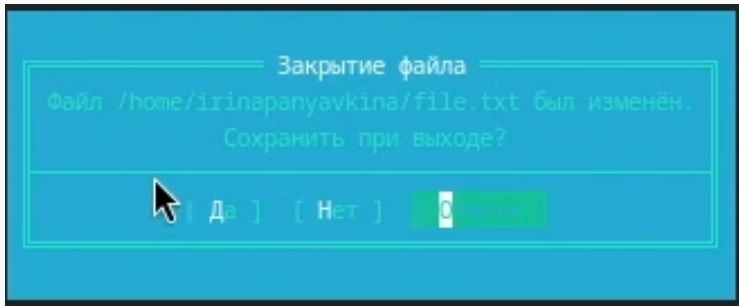 Закрытие файла
Файл /home/irinapanyavkina/file.txt был изменён.
Сохранить при выходе?
[ Да ] [ Нет ]